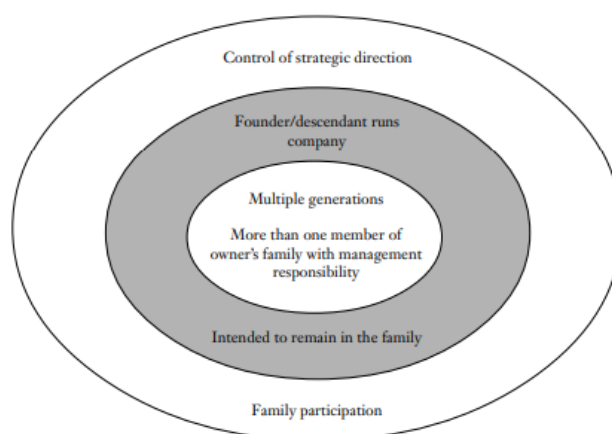 Control of strategic direction
Founder/descendant runs
company
Multiple generations
More than one member of
owner's family with management
responsibility
Intended to remain in the family
Family participation